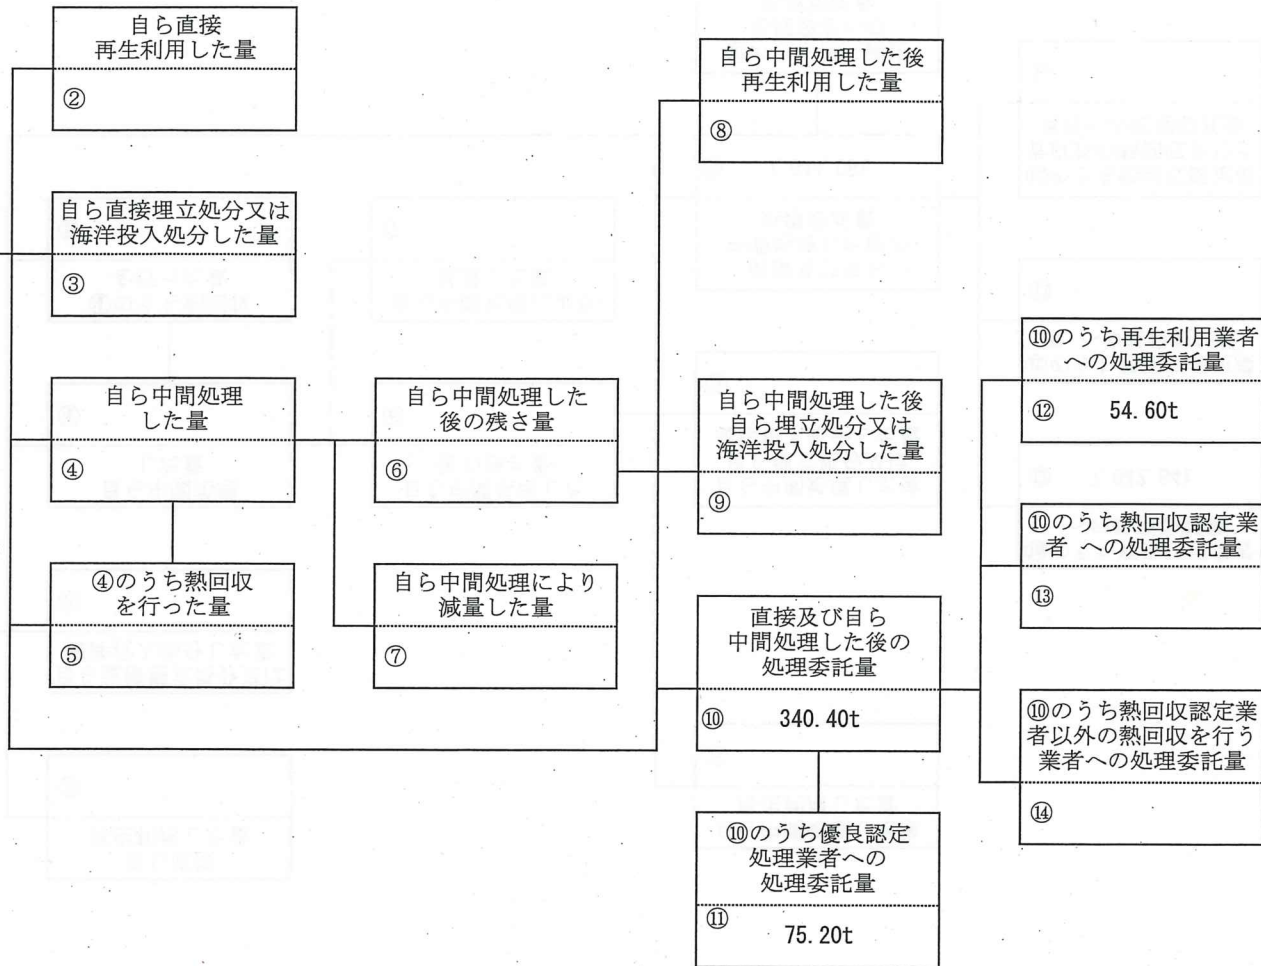 自ら直接
再生利用した量
②
自ら直接埋立処分又は
海洋投入処分した量
③
自ら中間処理
した量
④
④のうち熱回収
を行った量
⑤
自ら中間処理した
後の残さ量
⑥
自ら中間処理により
減量した量
⑦
自ら中間処理した後
再生利用した量
⑧
自ら中間処理した後
自ら埋立処分又は
海洋投入処分した量
⑨
直接及び自ら
中間処理した後の
処理委託量
⑩ 340.40t
⑩のうち優良認定
処理業者への
処理委託量
⑪ 75.20t
⑩のうち再生利用業者
への処理委託量
⑫ 54.60t
⑩のうち熱回収認定業
者 への処理委託量
⑬
⑩のうち熱回収認定業
者以外の熱回収を行う
業者への処理委託量
⑭